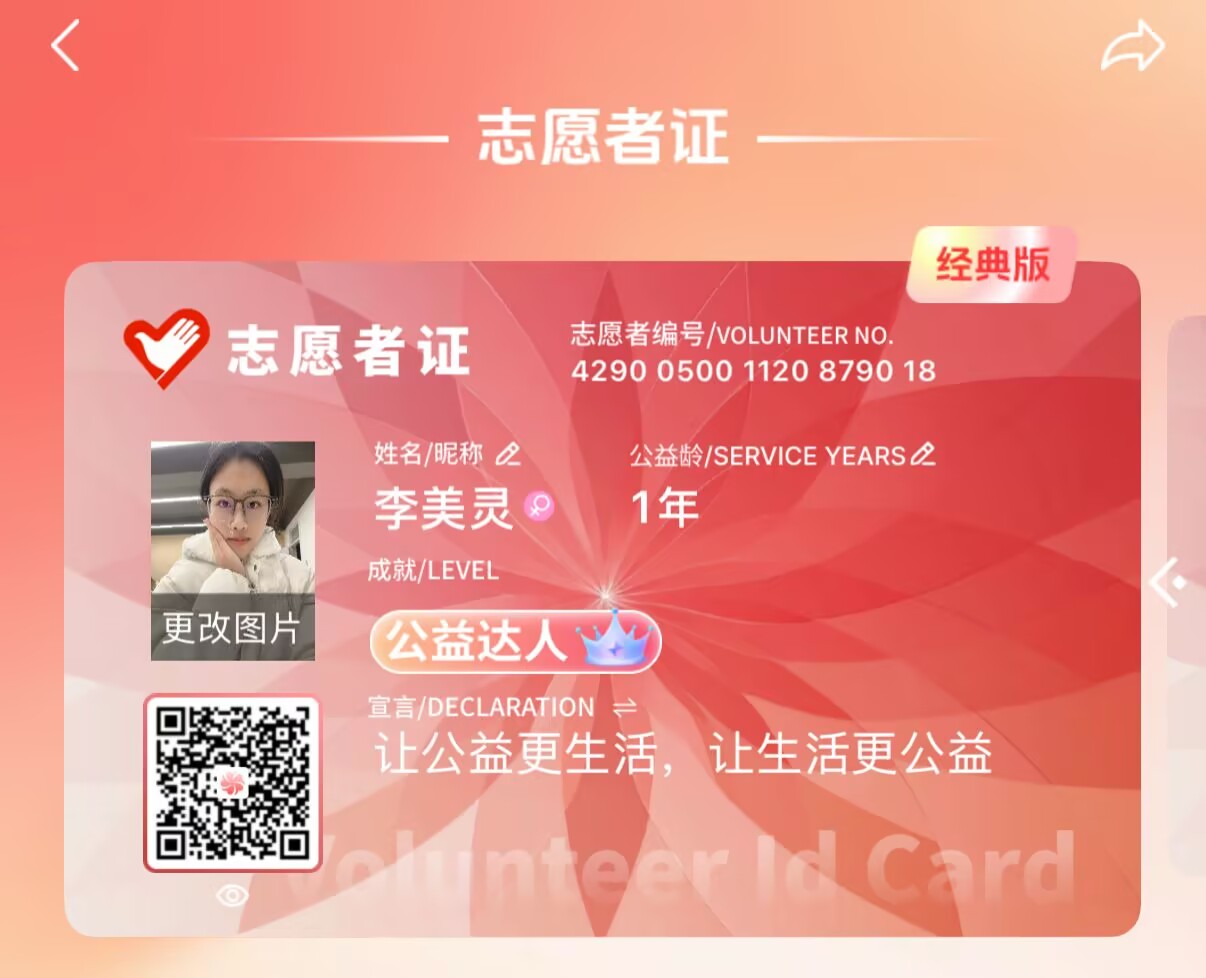 志愿者证
经典版
志愿者证
志愿者编号/VOLUNTEER NO.
4290 0500 1120 8790 18
姓名/昵称
公益龄/SERVICE YEARS
李美灵
1年
成就/LEVEL
更改图片
公益达人
宣言/DECLARATION
让公益更生活，让生活更公益
Volunteer Id Card